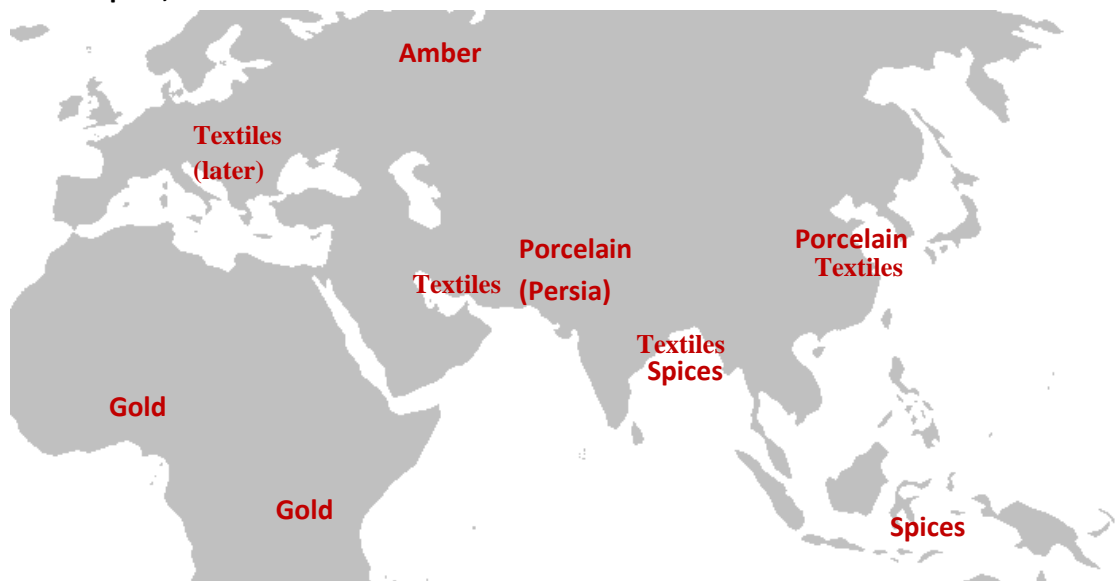 Amber
Textiles
(later)
Porcelain
Textiles
Porcelain
(Persia)
Textiles
Textiles
Spices
Gold
Gold
Spices